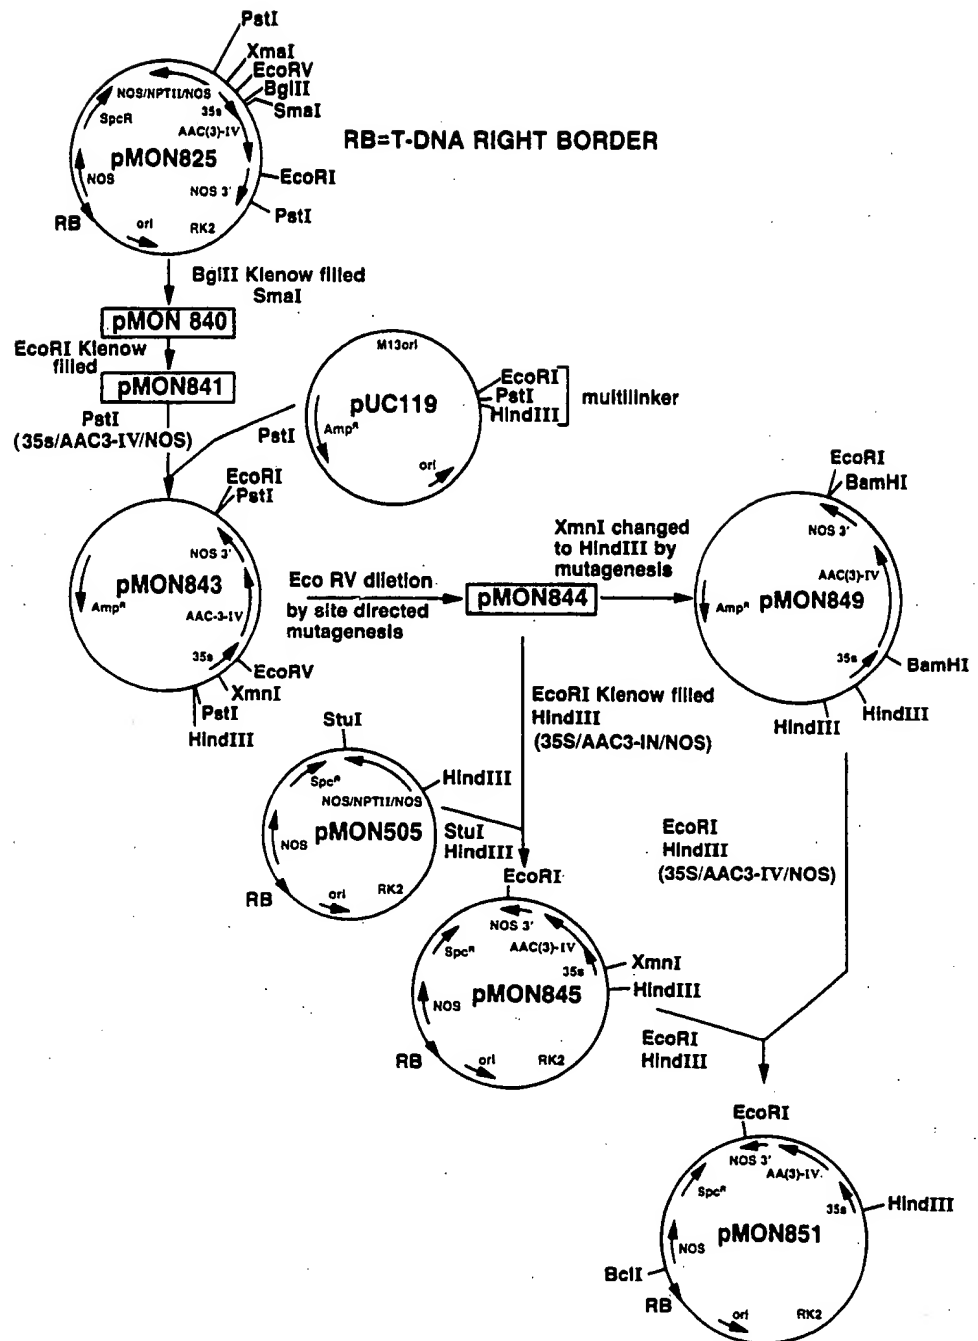 PstI
XmaI
EcoRV
BglII
SmaI
NOS/NPTII/NOS
35s
SpcR
AAC(3)-IV
pMON825
RB=T-DNA RIGHT BORDER
NOS
NOS 3'
EcoRI
PstI
RB
ori
RK2
BglII Klenow filled
SmaI
pMON 840
EcoRI Klenow
filled
pMON841
PstI
(35s/AAC3-IV/NOS)
M13ori
pUC119
EcoRI
PstI
HindIII
multilinker
PstI
Amp^R
ori
EcoRI
PstI
NOS 3'
pMON843
Amp^R
AAC-3-IV
35s
EcoRV
XmnI
PstI
HindIII
Eco RV diletion
by site directed
mutagenesis
pMON844
XmnI changed
to HindIII by
mutagenesis
EcoRI
BamHI
NOS 3'
AAC(3)-IV
Amp^R
pMON849
35s
BamHI
HindIII
HindIII
EcoRI Klenow filled
HindIII
(35S/AAC3-IN/NOS)
StuI
Spc^R
HindIII
NOS/NPTII/NOS
pMON505
NOS
StuI
HindIII
RB
ori
RK2
EcoRI
HindIII
(35S/AAC3-IV/NOS)
EcoRI
NOS 3'
Spc^R
AAC(3)-IV
35s
XmnI
HindIII
pMON845
NOS
RB
ori
RK2
EcoRI
HindIII
EcoRI
NOS 3'
AA(3)-IV
Spc^R
35s
HindIII
pMON851
NOS
BclI
RB
ori
RK2